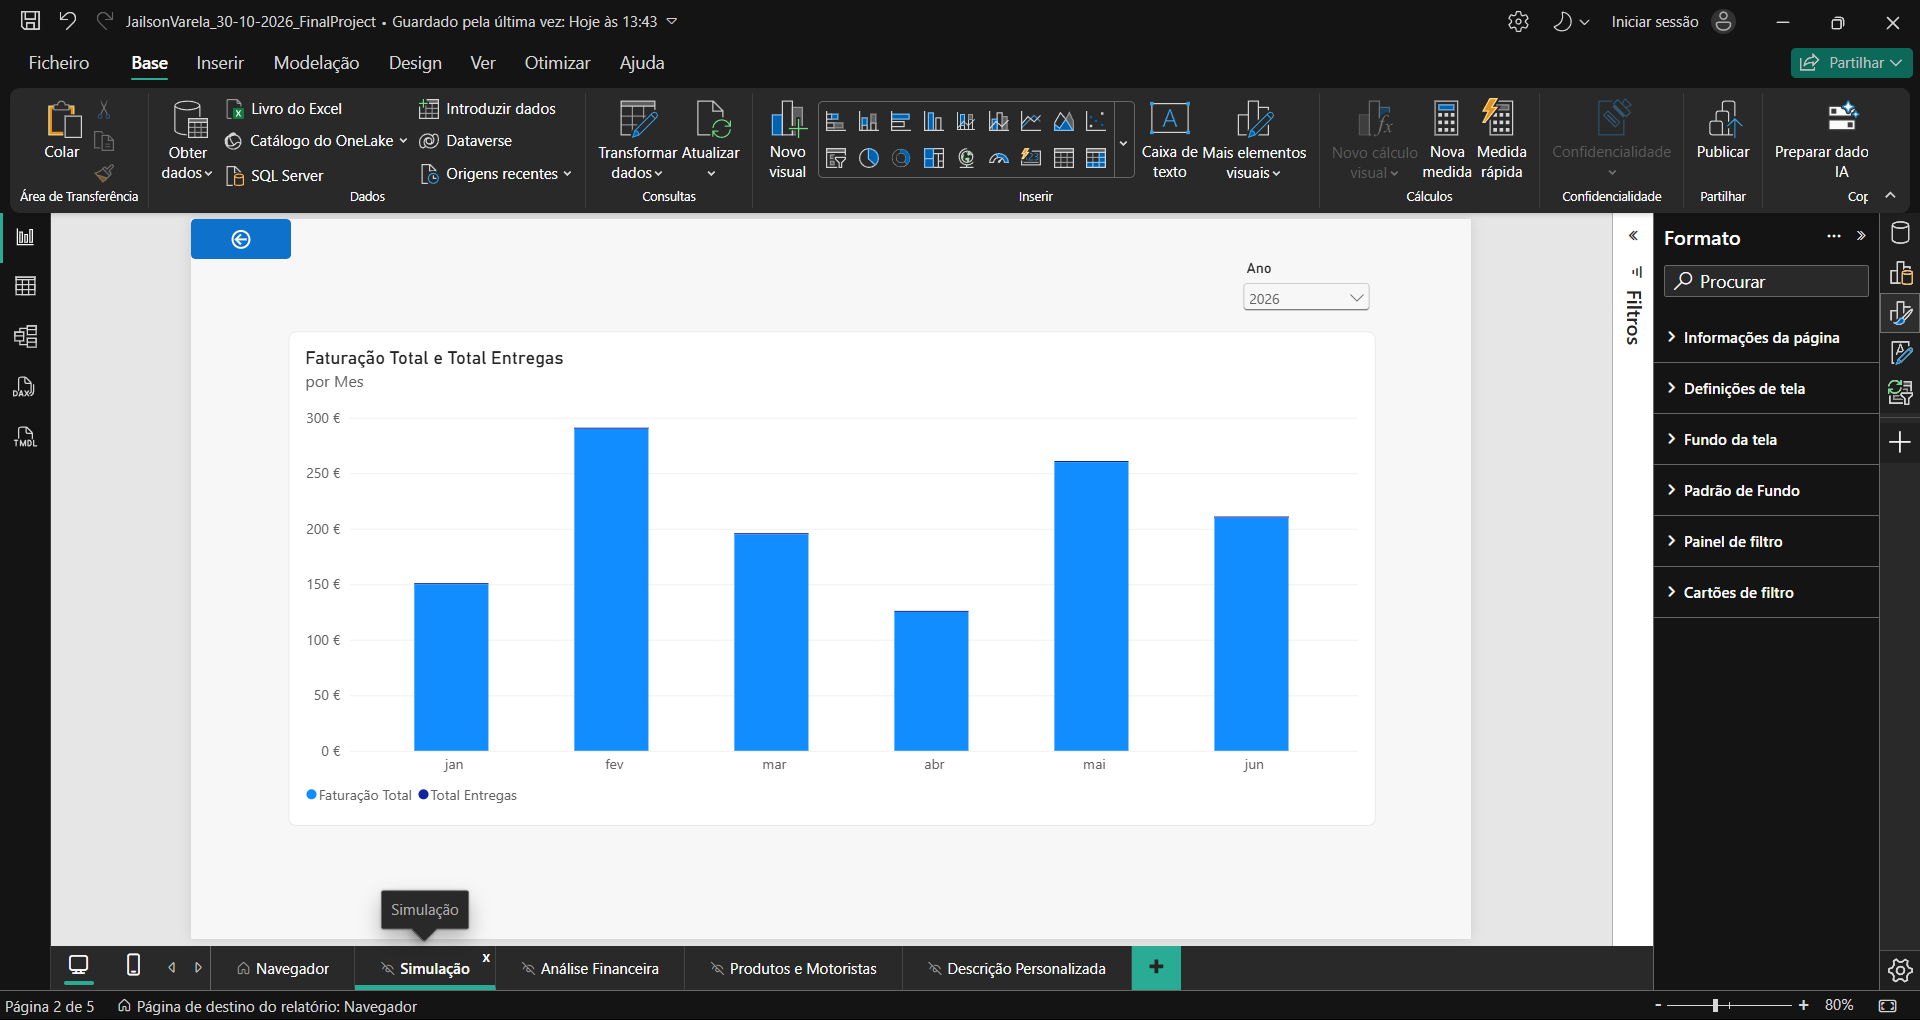 JailsonVarela_30-10-2026_FinalProject • Guardado pela última vez: Hoje às 13:43
Iniciar sessão
Ficheiro Base Inserir Modelação Design Ver Otimizar Ajuda
Partilhar
Colar
Área de Transferência
Obter dados
Livro do Excel
Catálogo do OneLake
SQL Server
Introduzir dados
Dataverse
Origens recentes
Dados
Transformar dados
Atualizar
Consultas
Novo visual
Caixa de texto
Mais elementos visuais
Inserir
Novo cálculo visual
Nova medida
Medida rápida
Cálculos
Confidencialidade
Confidencialidade
Publicar
Partilhar
Preparar dado
IA
Cop
DAX
TMDL
Ano
2026
Faturação Total e Total Entregas
por Mes
300 €
250 €
200 €
150 €
100 €
50 €
0 €
jan fev mar abr mai jun
Faturação Total Total Entregas
Filtros
Formato
Procurar
Informações da página
Definições de tela
Fundo da tela
Padrão de Fundo
Painel de filtro
Cartões de filtro
Simulação
Navegador
Simulação x
Análise Financeira
Produtos e Motoristas
Descrição Personalizada
+
Página 2 de 5
Página de destino do relatório: Navegador
- + 80%